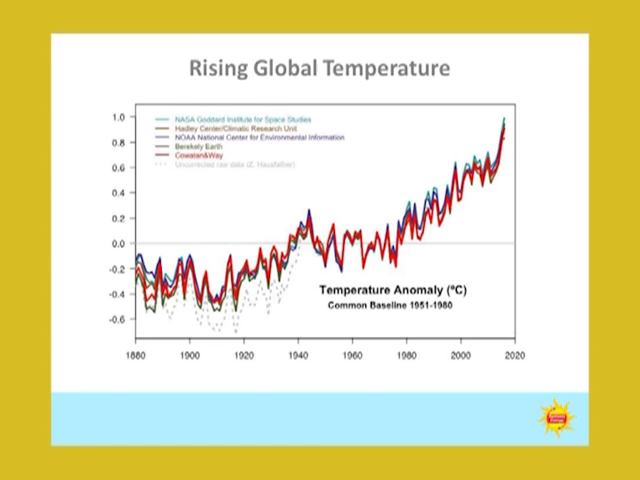 Rising Global Temperature
1.0
0.8
0.6
0.4
0.2
0.0
-0.2
-0.4
-0.6
NASA Goddard Institute for Space Studies
Hadley Center/Climatic Research Unit
NOAA National Center for Environmental Information
Berekely Earth
Cowatan&Way
Uncorrected raw data (Z. Hausfather)
Temperature Anomaly (ºC)
Common Baseline 1951-1980
1880 1900 1920 1940 1960 1980 2000 2020